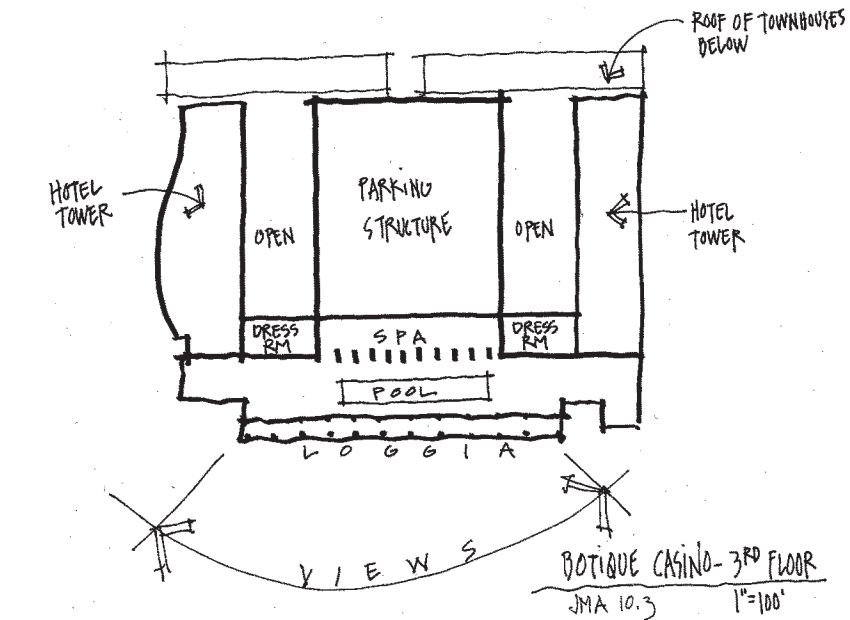 ROOF OF TOWNHOUSES
BELOW
HOTEL
TOWER
OPEN
PARKING
STRUCTURE
OPEN
HOTEL
TOWER
DRESS
RM
SPA
DRESS
RM
POOL
LOGGIA
VIEWS
BOTIQUE CASINO - 3RD FLOOR
JMA 10.3 1"=100'